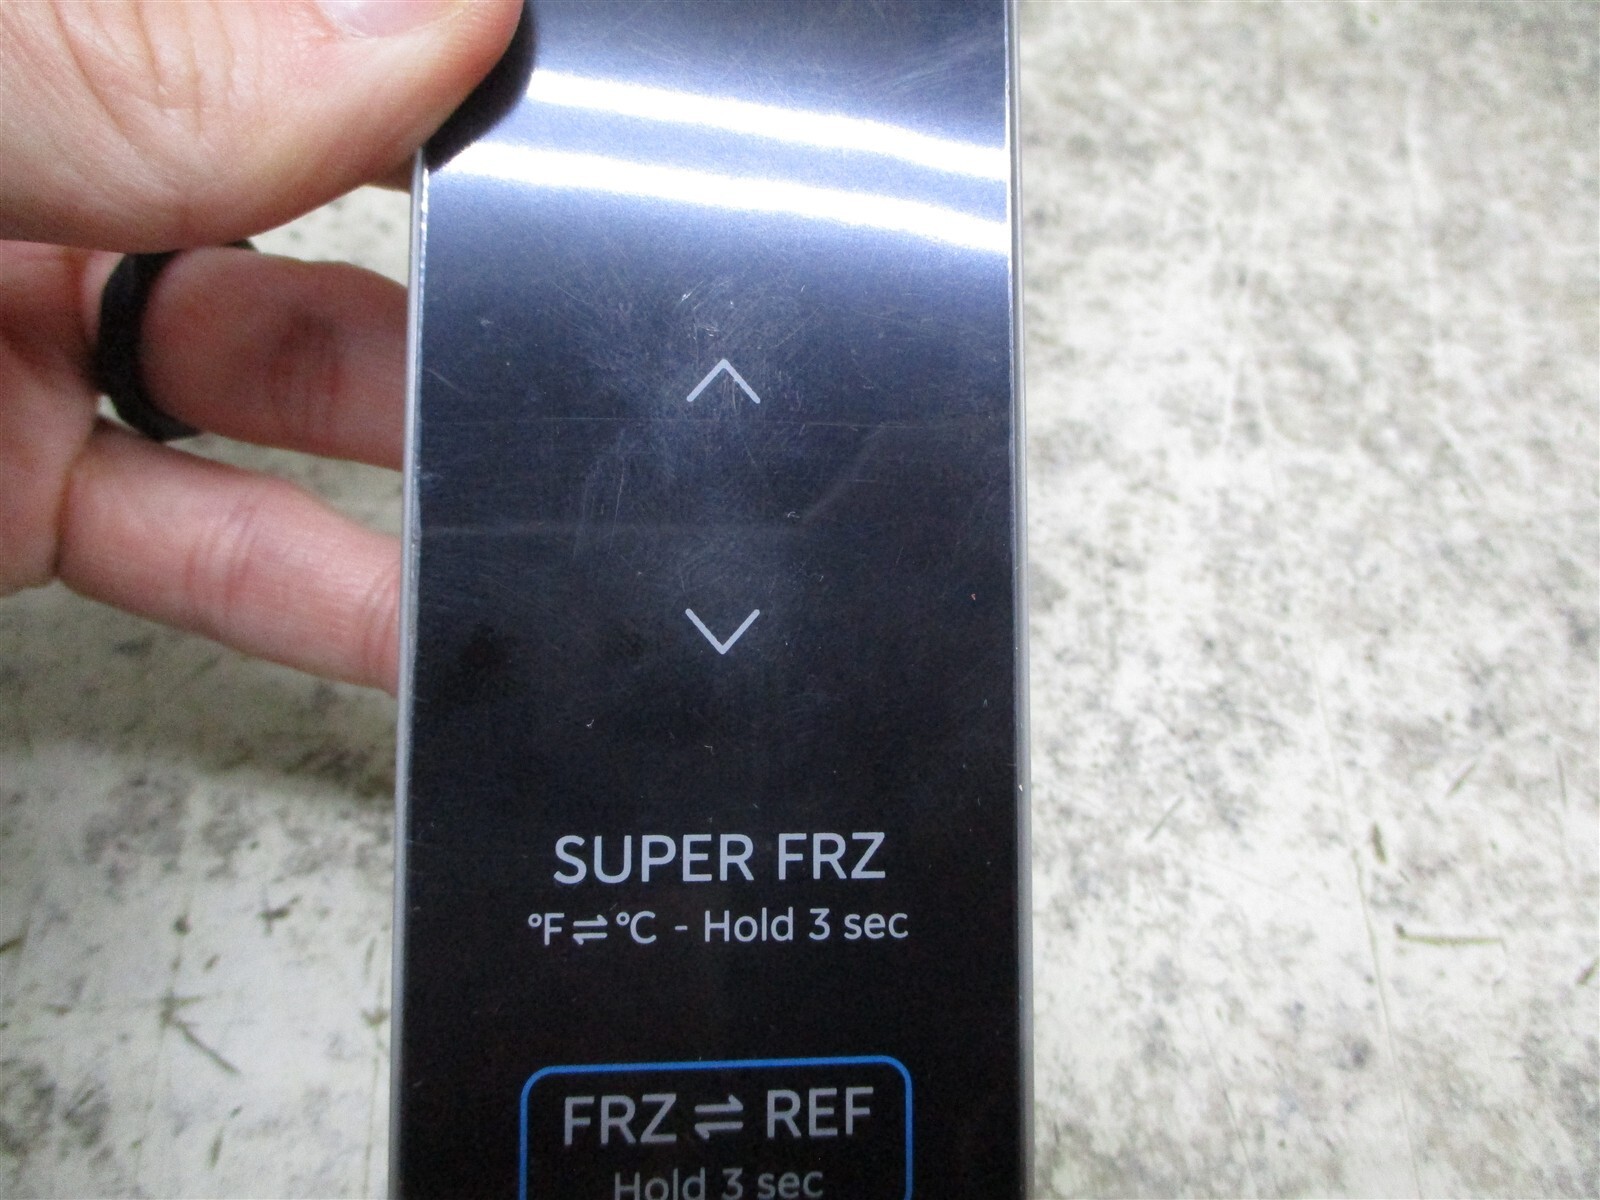 SUPER FRZ
°F⇌°C - Hold 3 sec
FRZ ⇌ REF
Hold 3 sec